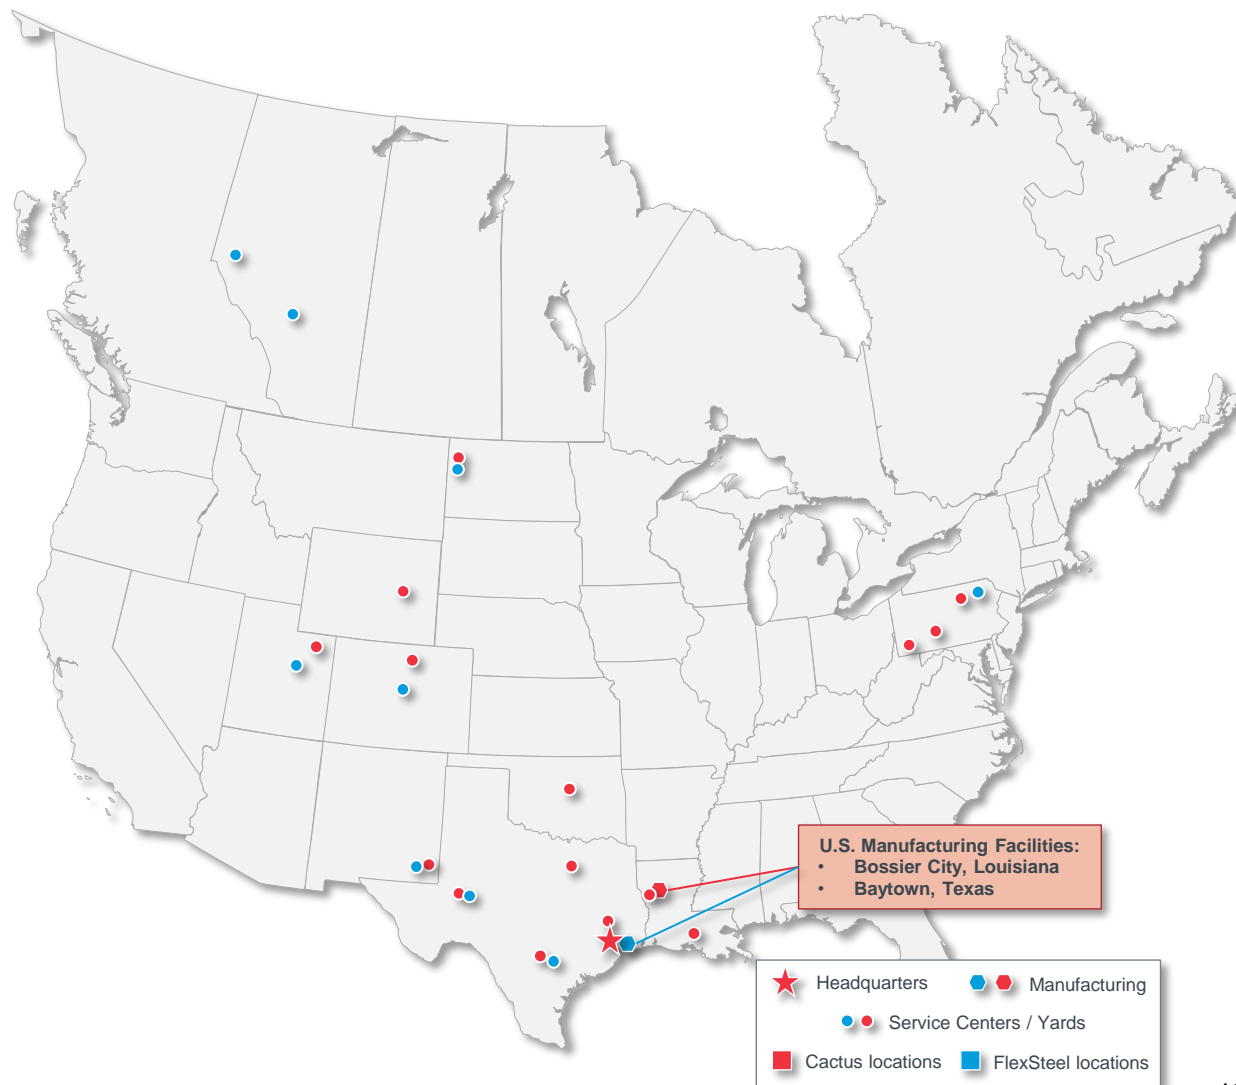 U.S. Manufacturing Facilities:
• Bossier City, Louisiana
• Baytown, Texas
Headquarters
Manufacturing
Service Centers / Yards
Cactus locations
FlexSteel locations